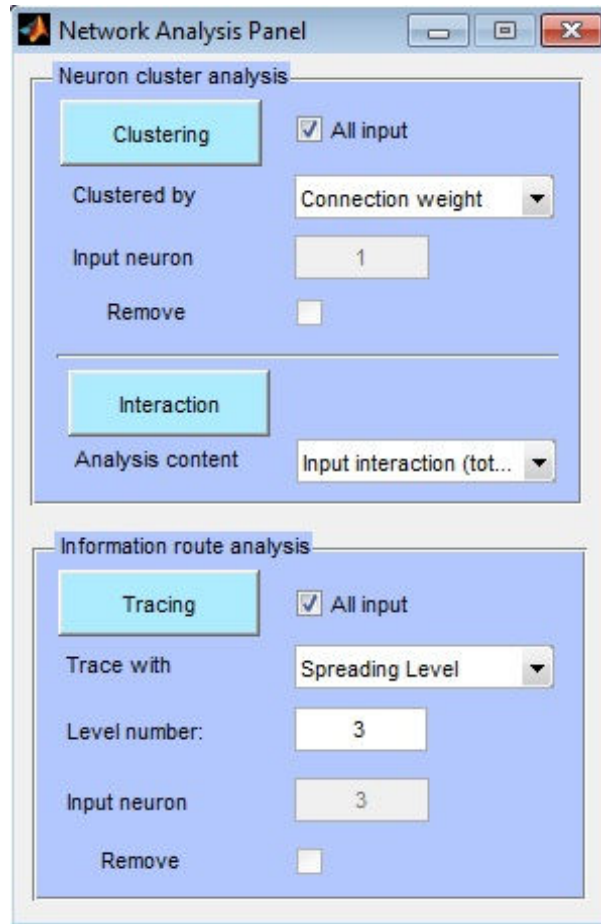 Network Analysis Panel
Neuron cluster analysis
Clustering All input
Clustered by Connection weight
Input neuron 1
Remove
Interaction
Analysis content Input interaction (tot...
Information route analysis
Tracing All input
Trace with Spreading Level
Level number: 3
Input neuron 3
Remove